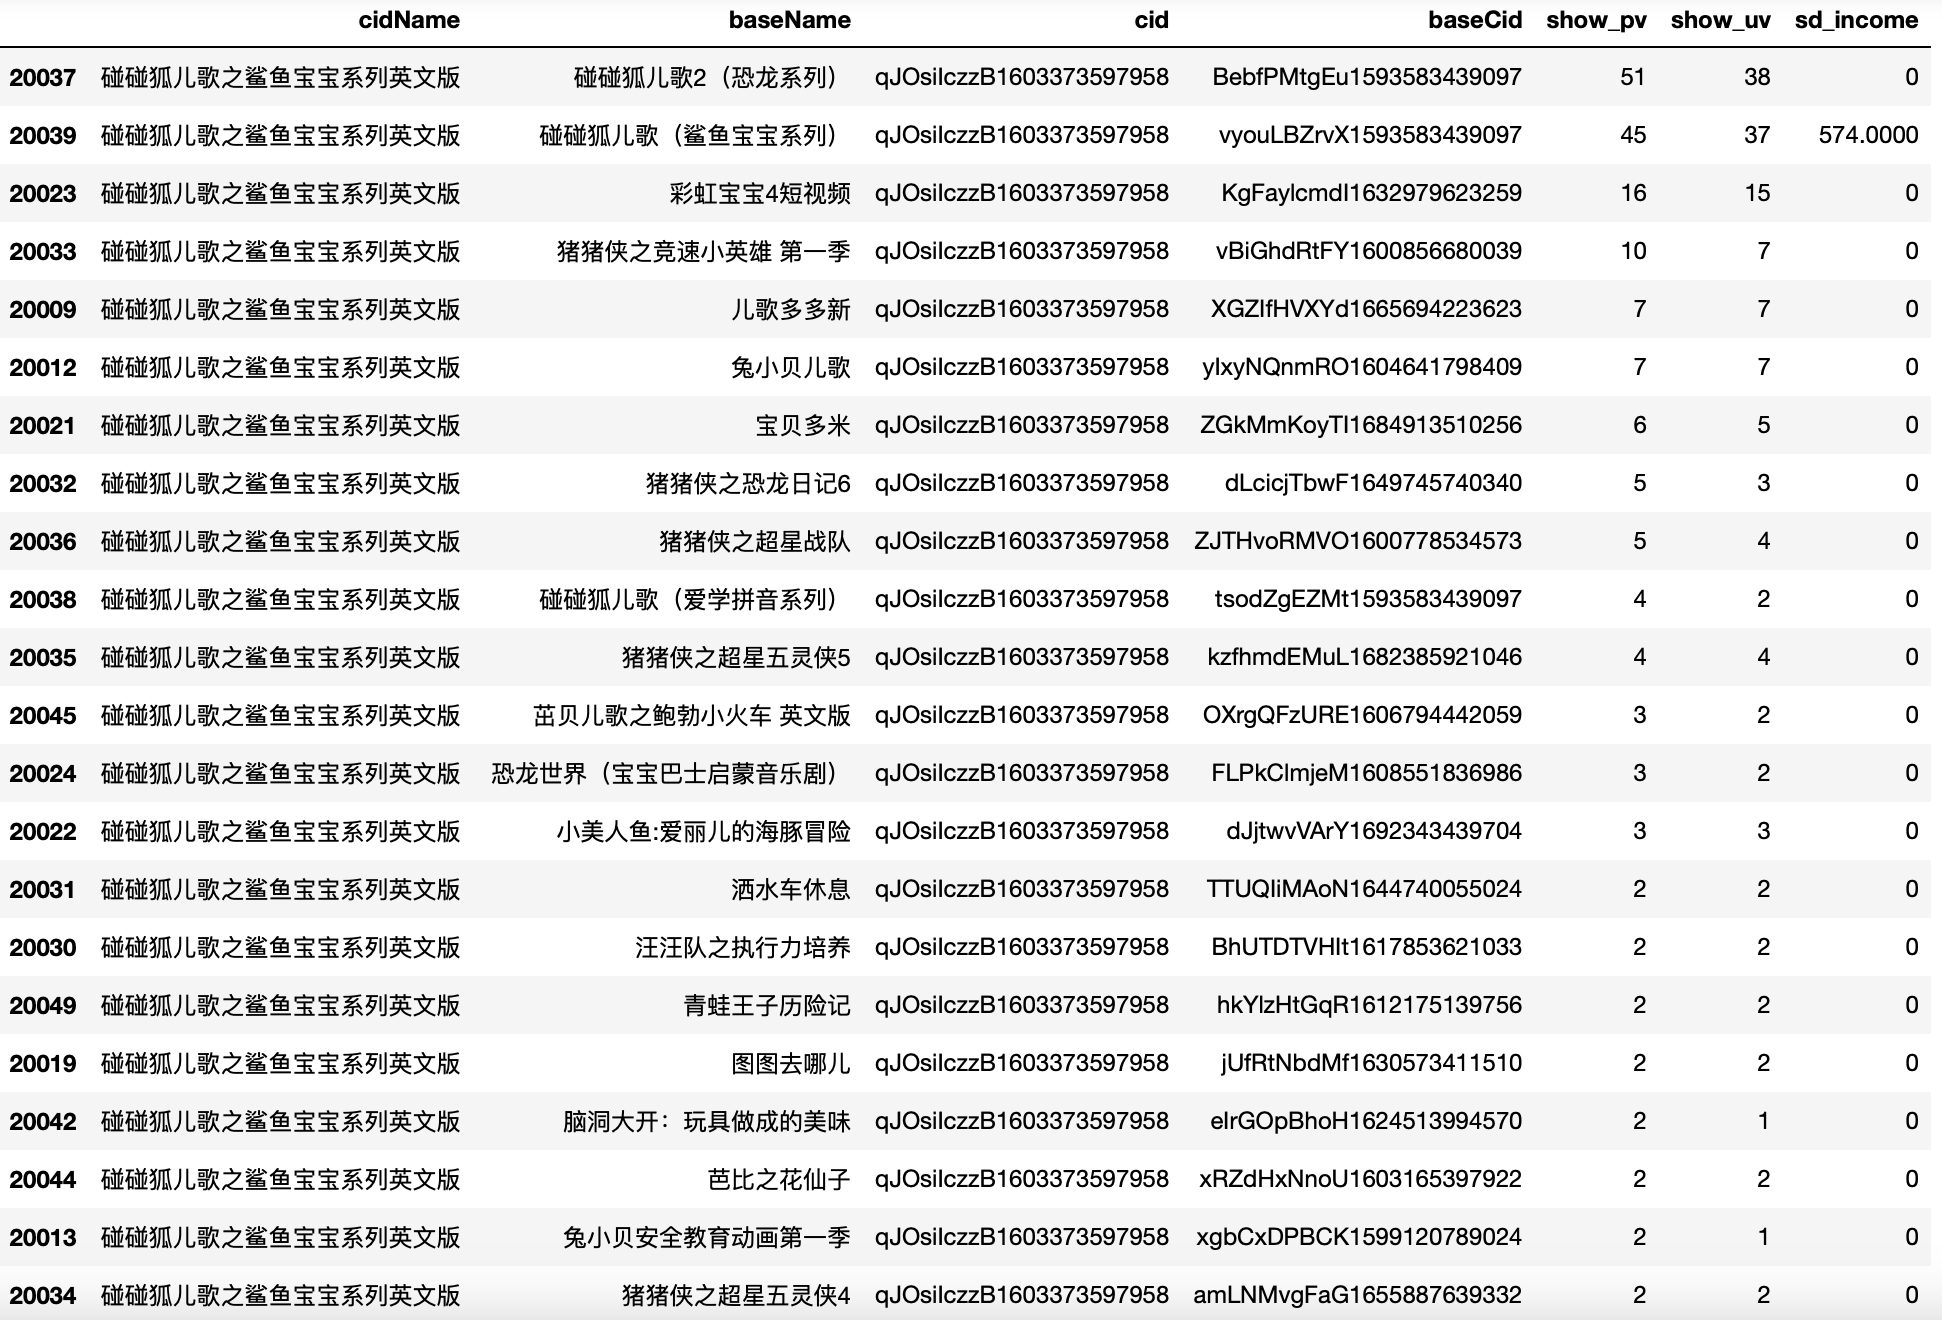 cidName baseName cid baseCid show_pv show_uv sd_income
20037 碰碰狐儿歌之鲨鱼宝宝系列英文版 碰碰狐儿歌2（恐龙系列） qJOsiIczzB1603373597958 BebfPMtgEu1593583439097 51 38 0
20039 碰碰狐儿歌之鲨鱼宝宝系列英文版 碰碰狐儿歌（鲨鱼宝宝系列） qJOsiIczzB1603373597958 vyouLBZrvX1593583439097 45 37 574.0000
20023 碰碰狐儿歌之鲨鱼宝宝系列英文版 彩虹宝宝4短视频 qJOsiIczzB1603373597958 KgFaylcmdI1632979623259 16 15 0
20033 碰碰狐儿歌之鲨鱼宝宝系列英文版 猪猪侠之竞速小英雄 第一季 qJOsiIczzB1603373597958 vBiGhdRtFY1600856680039 10 7 0
20009 碰碰狐儿歌之鲨鱼宝宝系列英文版 儿歌多多新 qJOsiIczzB1603373597958 XGZIfHVXYd1665694223623 7 7 0
20012 碰碰狐儿歌之鲨鱼宝宝系列英文版 兔小贝儿歌 qJOsiIczzB1603373597958 ylxyNQnmRO1604641798409 7 7 0
20021 碰碰狐儿歌之鲨鱼宝宝系列英文版 宝贝多米 qJOsiIczzB1603373597958 ZGkMmKoyTI1684913510256 6 5 0
20032 碰碰狐儿歌之鲨鱼宝宝系列英文版 猪猪侠之恐龙日记6 qJOsiIczzB1603373597958 dLcicjTbwF1649745740340 5 3 0
20036 碰碰狐儿歌之鲨鱼宝宝系列英文版 猪猪侠之超星战队 qJOsiIczzB1603373597958 ZJTHvoRMVO1600778534573 5 4 0
20038 碰碰狐儿歌之鲨鱼宝宝系列英文版 碰碰狐儿歌（爱学拼音系列） qJOsiIczzB1603373597958 tsodZgEZMt1593583439097 4 2 0
20035 碰碰狐儿歌之鲨鱼宝宝系列英文版 猪猪侠之超星五灵侠5 qJOsiIczzB1603373597958 kzfhmdEMuL1682385921046 4 4 0
20045 碰碰狐儿歌之鲨鱼宝宝系列英文版 茁贝儿歌之鲍勃小火车 英文版 qJOsiIczzB1603373597958 OXrgQFzURE1606794442059 3 2 0
20024 碰碰狐儿歌之鲨鱼宝宝系列英文版 恐龙世界（宝宝巴士启蒙音乐剧） qJOsiIczzB1603373597958 FLPkClmjeM1608551836986 3 2 0
20022 碰碰狐儿歌之鲨鱼宝宝系列英文版 小美人鱼:爱丽儿的海豚冒险 qJOsiIczzB1603373597958 dJjtwvVArY1692343439704 3 3 0
20031 碰碰狐儿歌之鲨鱼宝宝系列英文版 洒水车休息 qJOsiIczzB1603373597958 TTUQIiMAoN1644740055024 2 2 0
20030 碰碰狐儿歌之鲨鱼宝宝系列英文版 汪汪队之执行力培养 qJOsiIczzB1603373597958 BhUTDTVHIt1617853621033 2 2 0
20049 碰碰狐儿歌之鲨鱼宝宝系列英文版 青蛙王子历险记 qJOsiIczzB1603373597958 hkYlzHtGqR1612175139756 2 2 0
20019 碰碰狐儿歌之鲨鱼宝宝系列英文版 图图去哪儿 qJOsiIczzB1603373597958 jUfRtNbdMf1630573411510 2 2 0
20042 碰碰狐儿歌之鲨鱼宝宝系列英文版 脑洞大开：玩具做成的美味 qJOsiIczzB1603373597958 elrGOpBhoH1624513994570 2 1 0
20044 碰碰狐儿歌之鲨鱼宝宝系列英文版 芭比之花仙子 qJOsiIczzB1603373597958 xRZdHxNnoU1603165397922 2 2 0
20013 碰碰狐儿歌之鲨鱼宝宝系列英文版 兔小贝安全教育动画第一季 qJOsiIczzB1603373597958 xgbCxDPBCK1599120789024 2 1 0
20034 碰碰狐儿歌之鲨鱼宝宝系列英文版 猪猪侠之超星五灵侠4 qJOsiIczzB1603373597958 amLNMvgFaG1655887639332 2 2 0